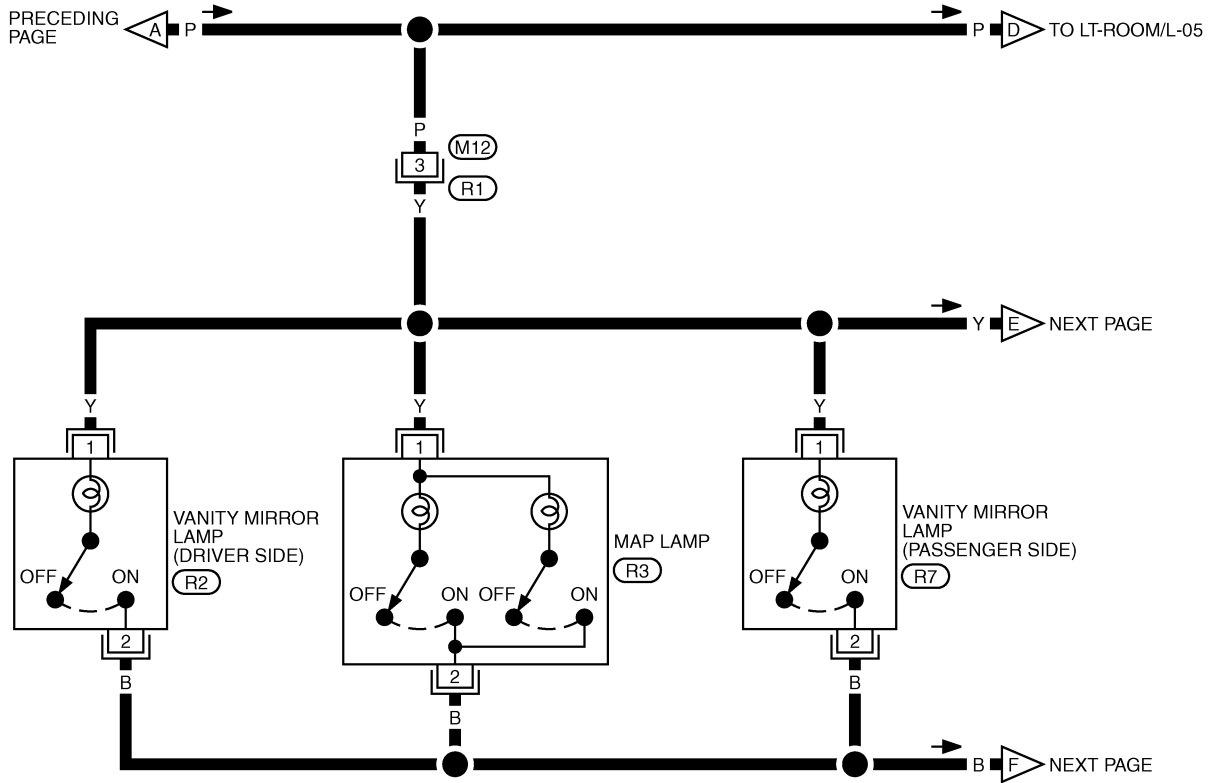 PRECEDING
PAGE
A P
P D TO LT-ROOM/L-05
P
M12
3
R1
Y
Y E NEXT PAGE
Y
Y
Y
1
1
1
VANITY MIRROR
LAMP
(DRIVER SIDE)
R2
OFF ON
MAP LAMP
R3
OFF ON OFF ON
VANITY MIRROR
LAMP
(PASSENGER SIDE)
R7
OFF ON
2
2
2
B
B
B
B F NEXT PAGE